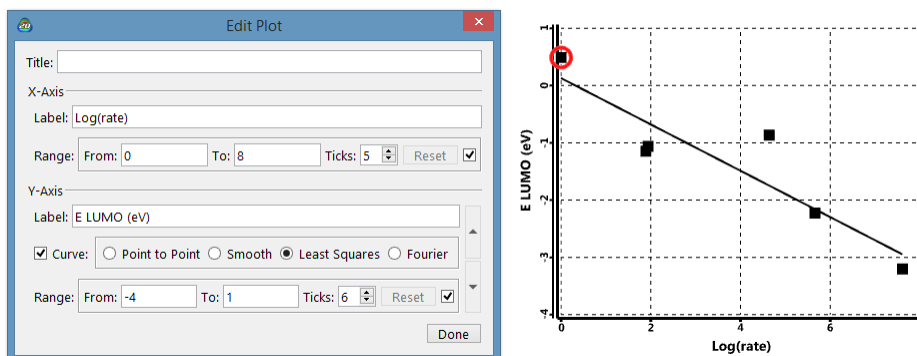 Edit Plot
Title:
X-Axis
Label: Log(rate)
Range: From: 0 To: 8 Ticks: 5 Reset
Y-Axis
Label: E LUMO (eV)
Curve: Point to Point Smooth Least Squares Fourier
Range: From: -4 To: 1 Ticks: 6 Reset
Done
E LUMO (eV)
1
0
-1
-2
-3
-4
0 2 4 6
Log(rate)